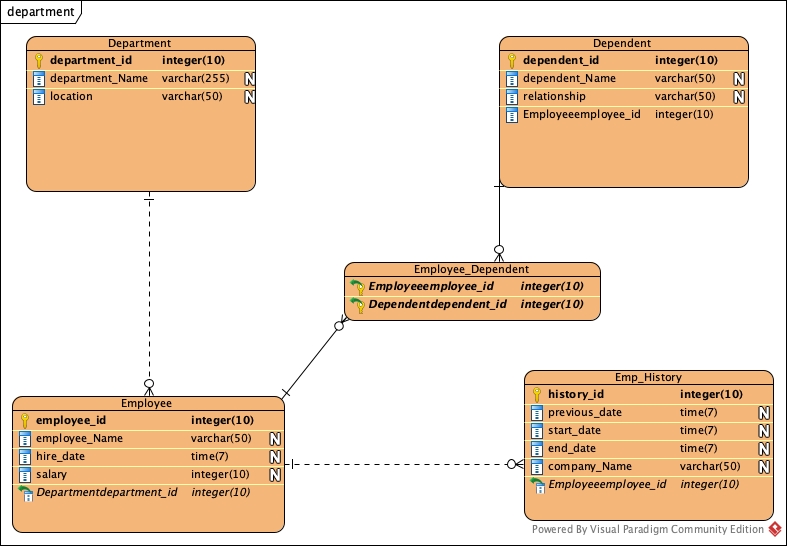 department
Department
department_id integer(10)
department_Name varchar(255) N
location varchar(50) N
Dependent
dependent_id integer(10)
dependent_Name varchar(50) N
relationship varchar(50) N
Employeeemployee_id integer(10)
Employee_Dependent
Employeeemployee_id integer(10)
Dependentdependent_id integer(10)
Employee
employee_id integer(10)
employee_Name varchar(50) N
hire_date time(7) N
salary integer(10) N
Departmentdepartment_id integer(10)
Emp_History
history_id integer(10)
previous_date time(7) N
start_date time(7) N
end_date time(7) N
company_Name varchar(50) N
Employeeemployee_id integer(10)
Powered By Visual Paradigm Community Edition